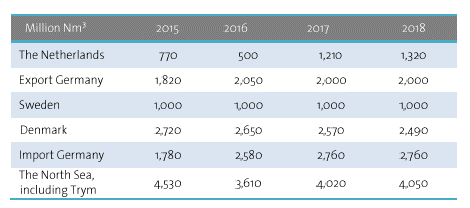 Million Nm³ 2015 2016 2017 2018
The Netherlands 770 500 1,210 1,320
Export Germany 1,820 2,050 2,000 2,000
Sweden 1,000 1,000 1,000 1,000
Denmark 2,720 2,650 2,570 2,490
Import Germany 1,780 2,580 2,760 2,760
The North Sea,
including Trym 4,530 3,610 4,020 4,050